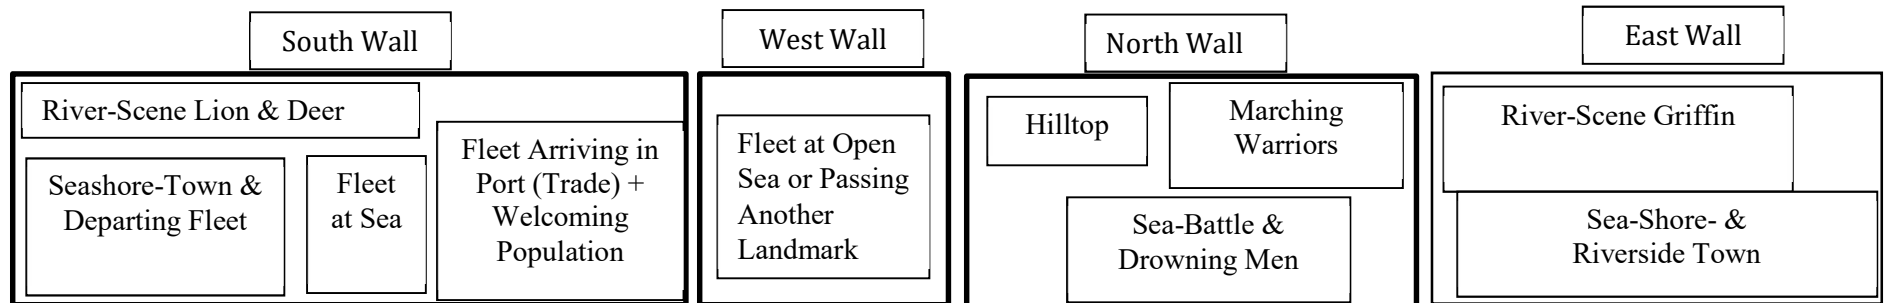 South Wall
River-Scene Lion & Deer
Seashore-Town &
Departing Fleet
Fleet
at Sea
Fleet Arriving in
Port (Trade) +
Welcoming
Population
West Wall
Fleet at Open
Sea or Passing
Another
Landmark
North Wall
Hilltop
Marching
Warriors
Sea-Battle &
Drowning Men
East Wall
River-Scene Griffin
Sea-Shore- &
Riverside Town